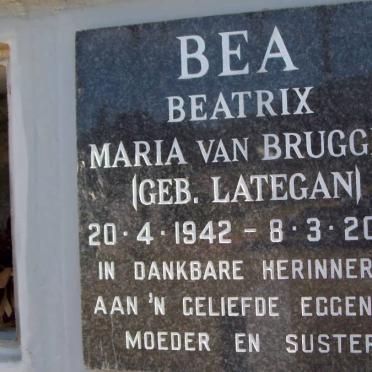 BEA
BEATRIX
MARIA VAN BRUGG
(GEB. LATEGAN)
20·4·1942 - 8·3·20
IN DANKBARE HERINNER
AAN 'N GELIEFDE EGGEN
MOEDER EN SUSTER